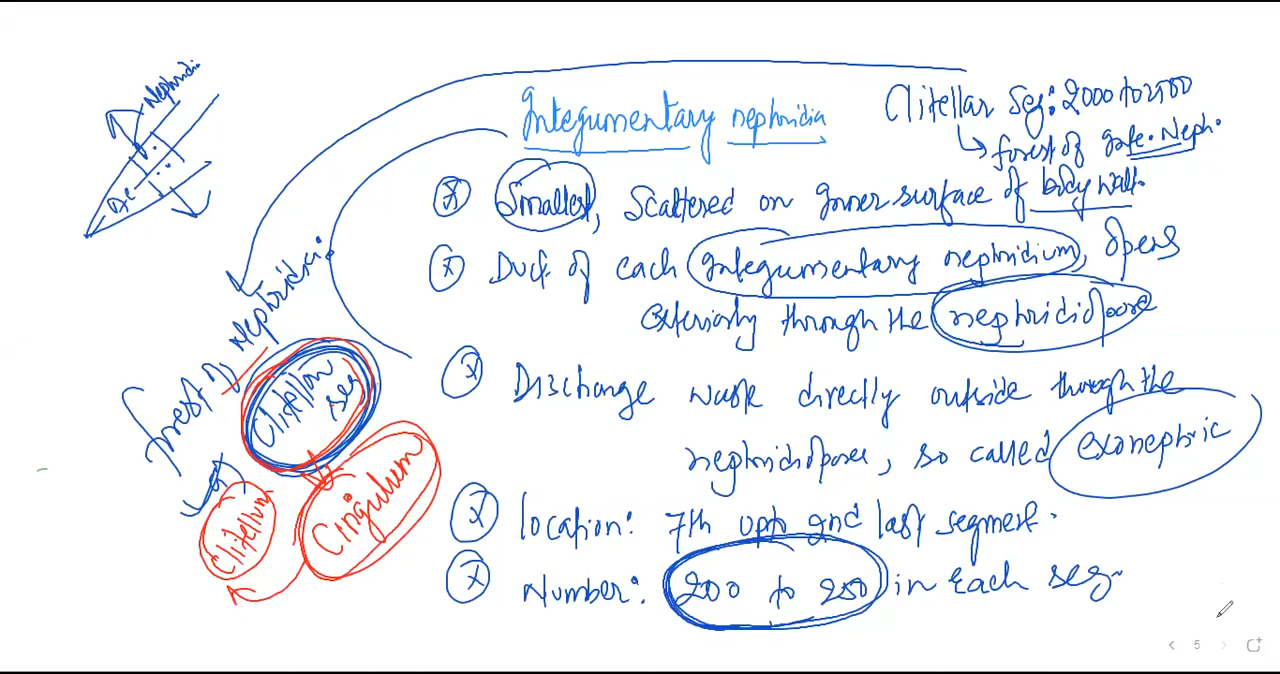 Nephridi.
Integumentary nephridia
Clitellar Seg: 2000 to 2500
forest of Inte. Neph.
Smallest, Scattered on Inner surface of body wall.
Duct of each Integumentary nephridium, opens
exteriorly through the nephridiopore
Discharge waste directly outside through the
nephridiopore, so called exonephric
location: 7th upto 2nd last segment.
Number: 200 to 250 in each seg.
forest of Nephridia.
Clitellar
seg
Cingulum
Clitellum
5